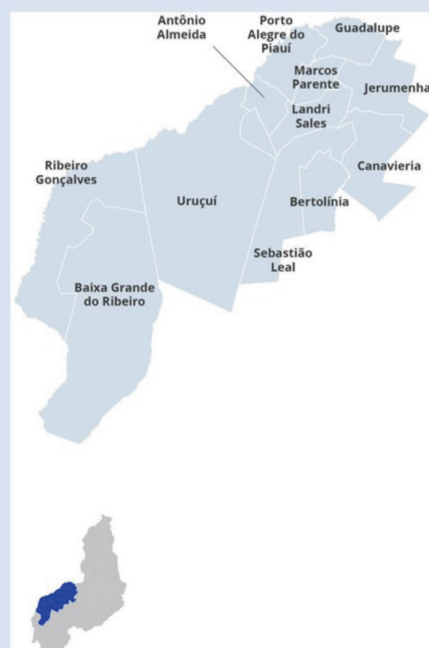 Antônio
Almeida
Porto
Alegre do
Piauí
Guadalupe
Marcos
Parente
Jerumenha
Landri
Sales
Ribeiro
Gonçalves
Canavieria
Uruçuí
Bertolínia
Sebastião
Leal
Baixa Grande
do Ribeiro